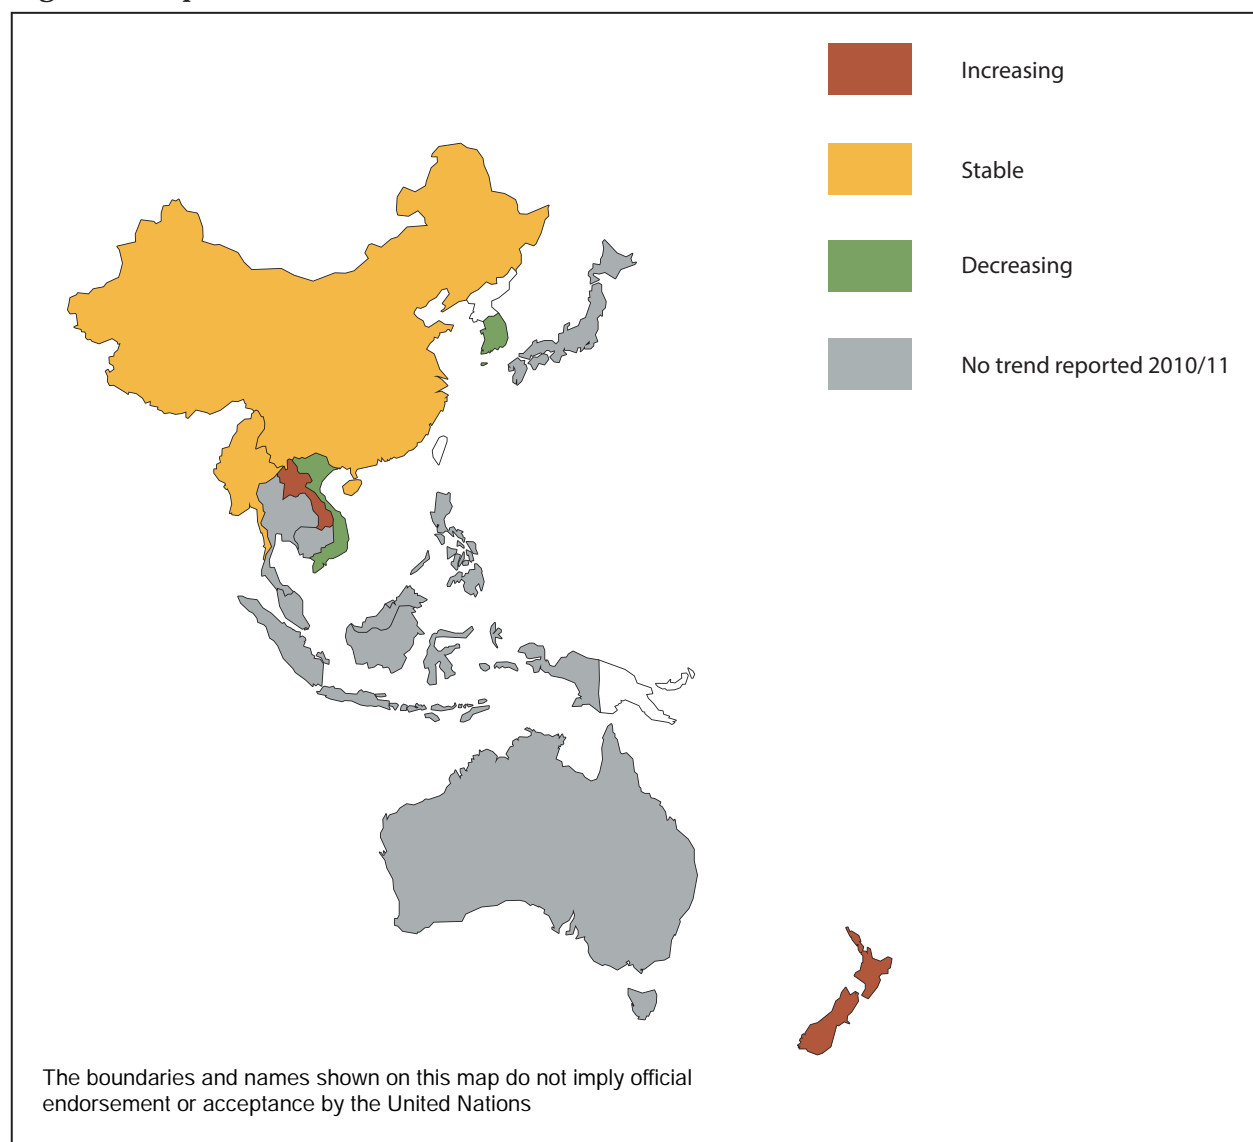 Increasing
Stable
Decreasing
No trend reported 2010/11
The boundaries and names shown on this map do not imply official
endorsement or acceptance by the United Nations